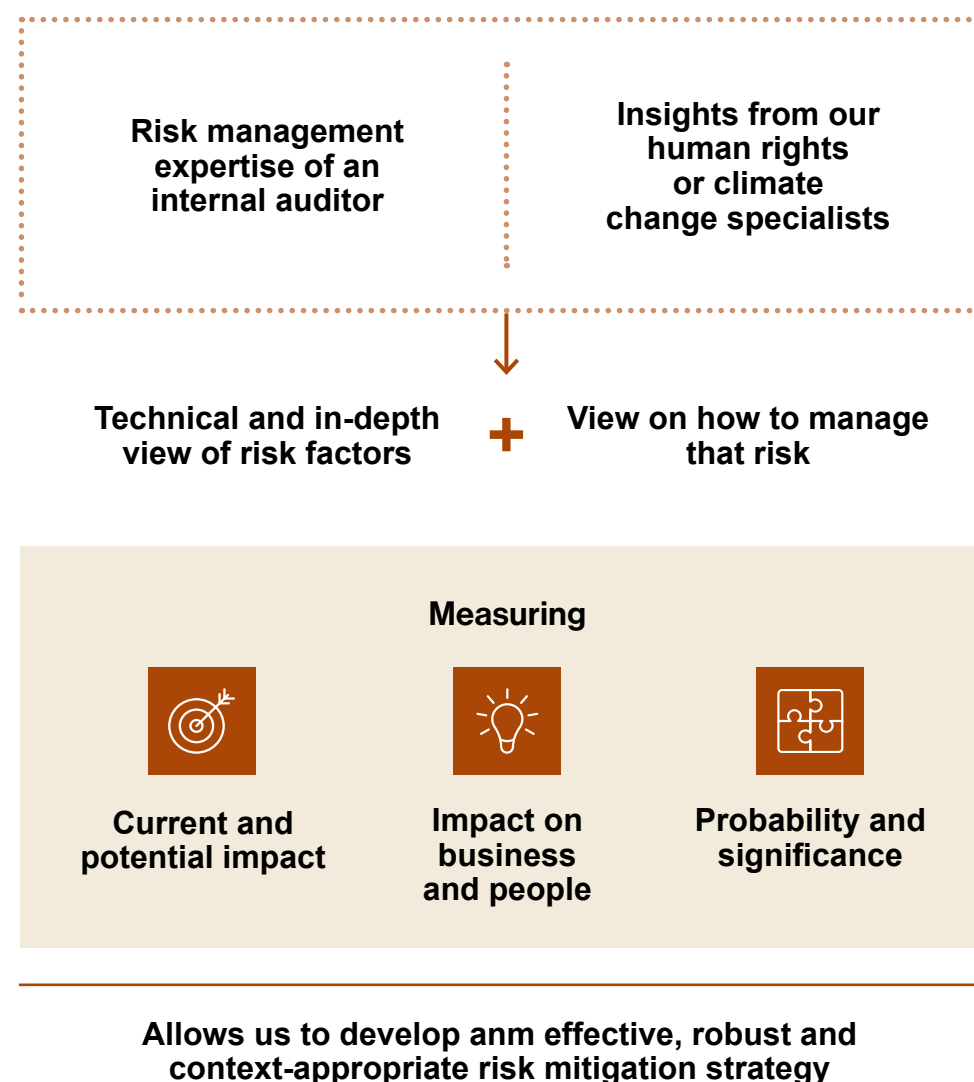 Risk management
expertise of an
internal auditor
Insights from our
human rights
or climate
change specialists
Technical and in-depth
view of risk factors
+
View on how to manage
that risk
Measuring
Current and
potential impact
Impact on
business
and people
Probability and
significance
Allows us to develop anm effective, robust and
context-appropriate risk mitigation strategy